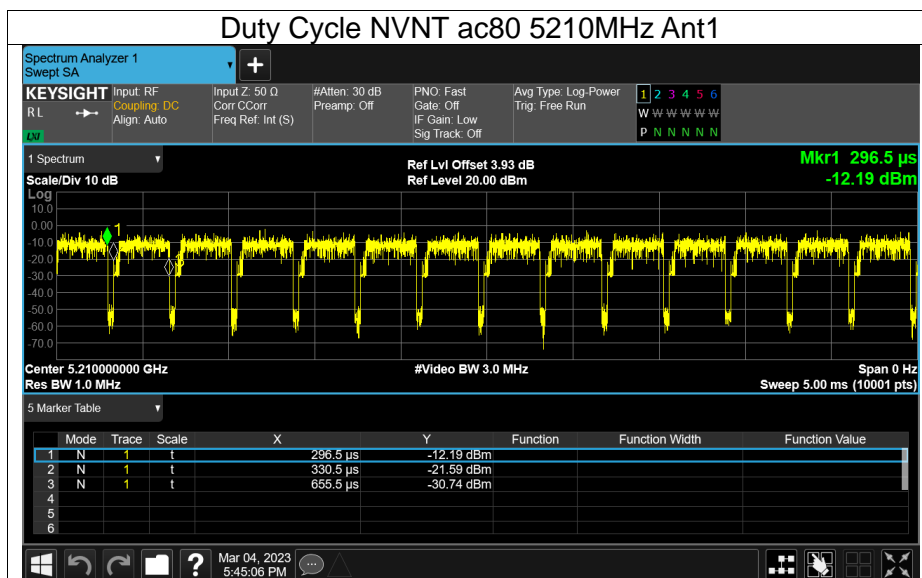 Duty Cycle NVNT ac80 5210MHz Ant1
Spectrum Analyzer 1
Swept SA
KEYSIGHT Input: RF Input Z: 50 Ω #Atten: 30 dB PNO: Fast Avg Type: Log-Power 1 2 3 4 5 6
R L Coupling: DC Corr CCorr Preamp: Off Gate: Off Trig: Free Run W W W W W W
Align: Auto Freq Ref: Int (S) IF Gain: Low
LXI Sig Track: Off P N N N N N
1 Spectrum Ref Lvl Offset 3.93 dB Mkr1 296.5 µs
Scale/Div 10 dB Ref Level 20.00 dBm -12.19 dBm
Log
10.0
0.00
1
-10.0
-20.0
-30.0
-40.0
-50.0
-60.0
-70.0
Center 5.210000000 GHz #Video BW 3.0 MHz Span 0 Hz
Res BW 1.0 MHz Sweep 5.00 ms (10001 pts)
5 Marker Table
Mode Trace Scale X Y Function Function Width Function Value
1 N 1 t 296.5 µs -12.19 dBm
2 N 1 t 330.5 µs -21.59 dBm
3 N 1 t 655.5 µs -30.74 dBm
4
5
6
? Mar 04, 2023
5:45:06 PM